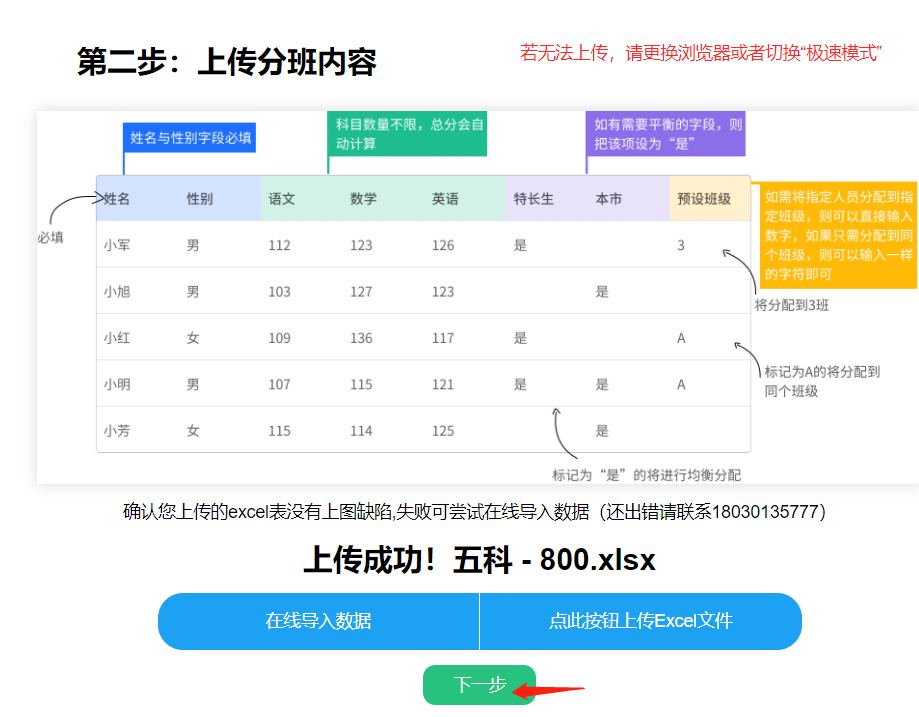 第二步：上传分班内容
若无法上传，请更换浏览器或者切换“极速模式”
姓名与性别字段必填
科目数量不限，总分会自
动计算
如有需要平衡的字段，则
把该项设为“是”
必填
姓名 性别 语文 数学 英语 特长生 本市 预设班级
小军 男 112 123 126 是 3
小旭 男 103 127 123 是
小红 女 109 136 117 是 A
小明 男 107 115 121 是 是 A
小芳 女 115 114 125 是
如需将指定人员分配到指
定班级，则可以直接输入
数字，如果只需分配到同
个班级，则可以输入一样
的字符即可
将分配到3班
标记为A的将分配到
同个班级
标记为“是”的将进行均衡分配
确认您上传的excel表没有上图缺陷,失败可尝试在线导入数据（还出错请联系18030135777）
上传成功！五科 - 800.xlsx
在线导入数据
点此按钮上传Excel文件
下一步